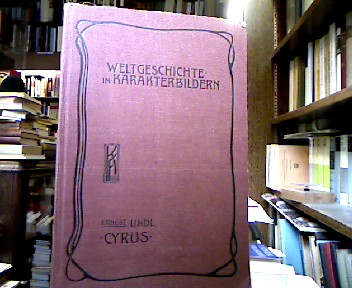 WELTGESCHICHTE
IN KARAKTERBILDERN
ERNEST LINDL
·CYRUS·